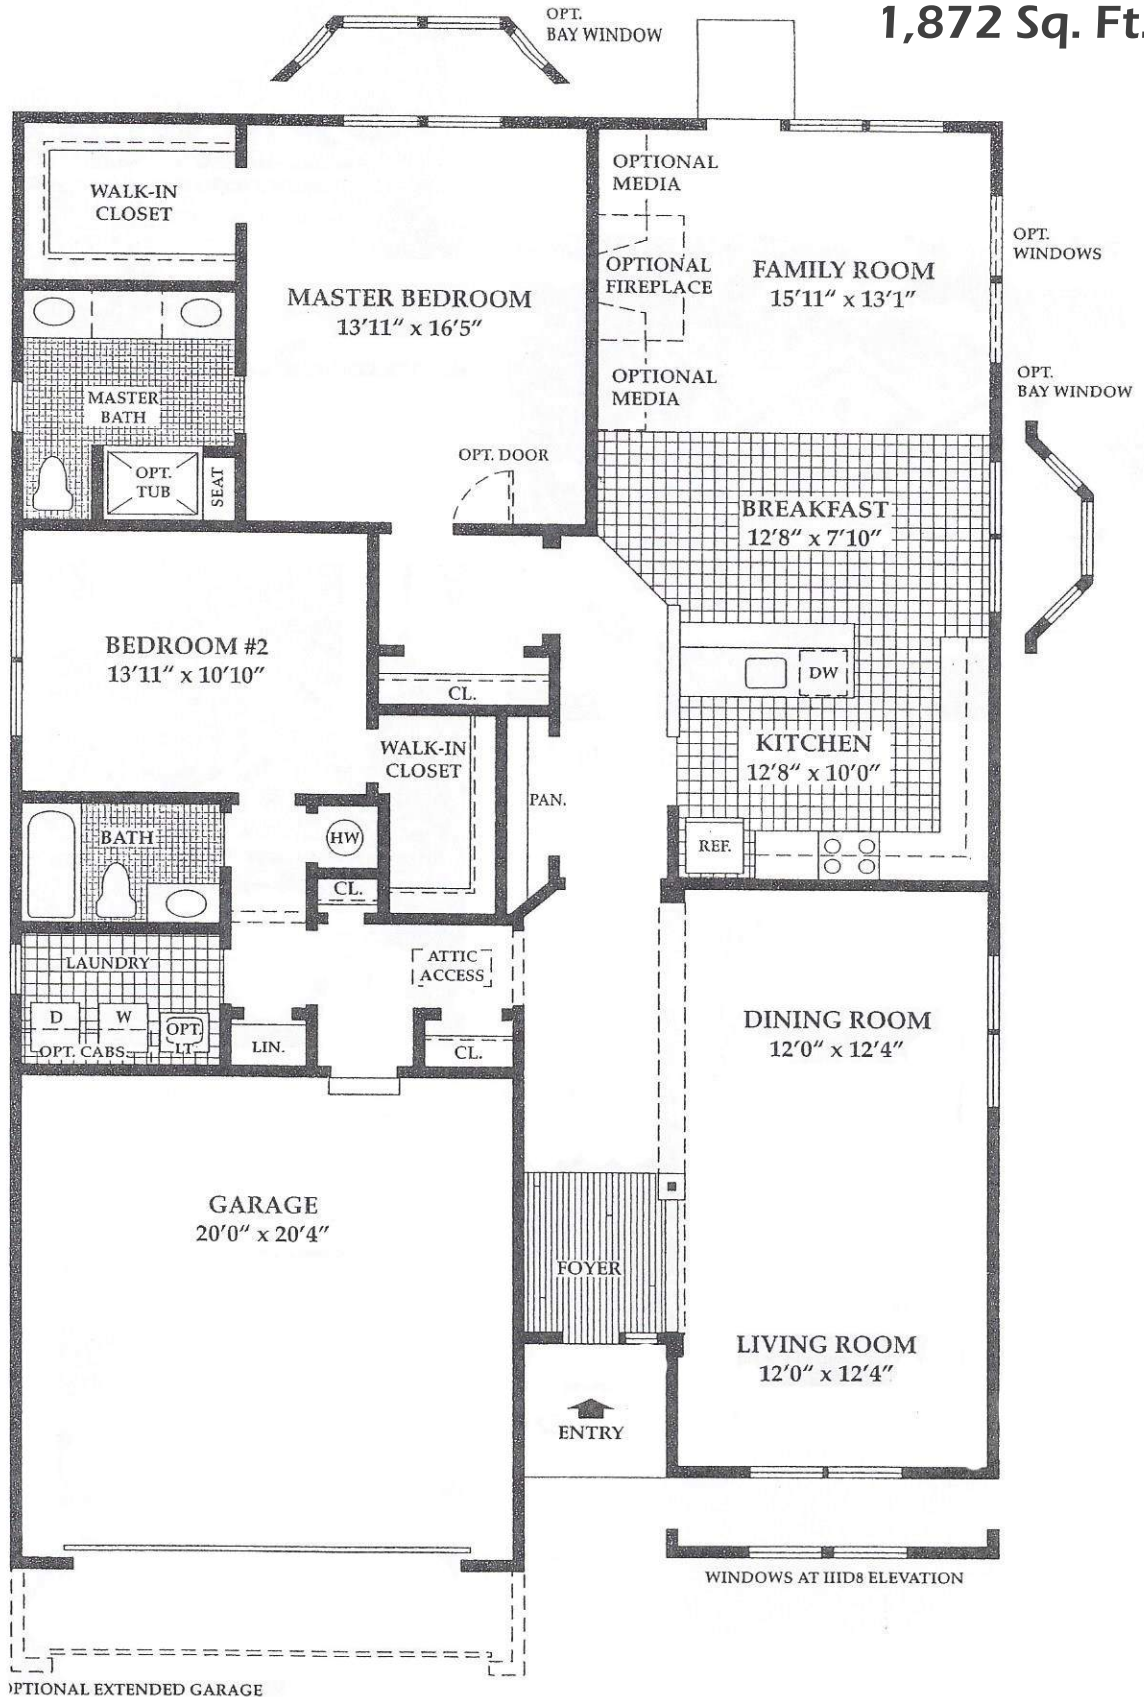 OPT.
BAY WINDOW
1,872 Sq. Ft.
WALK-IN
CLOSET
MASTER BEDROOM
13'11" x 16'5"
OPTIONAL
MEDIA
OPTIONAL
FIREPLACE
OPTIONAL
MEDIA
FAMILY ROOM
15'11" x 13'1"
OPT.
WINDOWS
OPT.
BAY WINDOW
MASTER
BATH
OPT.
TUB
SEAT
OPT. DOOR
BREAKFAST
12'8" x 7'10"
BEDROOM #2
13'11" x 10'10"
CL.
DW
WALK-IN
CLOSET
KITCHEN
12'8" x 10'0"
PAN.
BATH
HW
REF.
CL.
LAUNDRY
ATTIC
ACCESS
D
W
OPT.
LT.
OPT. CABS.
LIN.
CL.
DINING ROOM
12'0" x 12'4"
GARAGE
20'0" x 20'4"
FOYER
LIVING ROOM
12'0" x 12'4"
ENTRY
WINDOWS AT IIID8 ELEVATION
OPTIONAL EXTENDED GARAGE